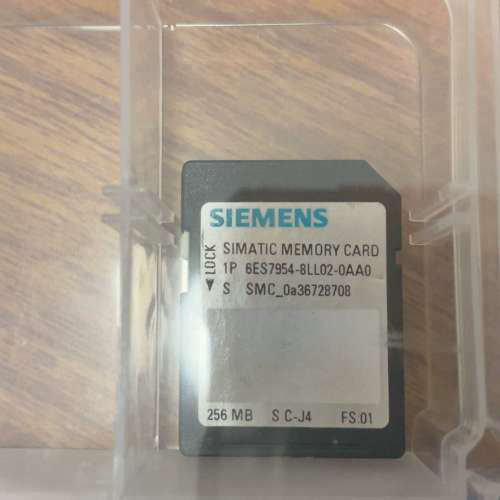 SIEMENS
LOCK
SIMATIC MEMORY CARD
1P 6ES7954-8LL02-0AA0
S SMC_0a36728708
256 MB S C-J4 FS:01